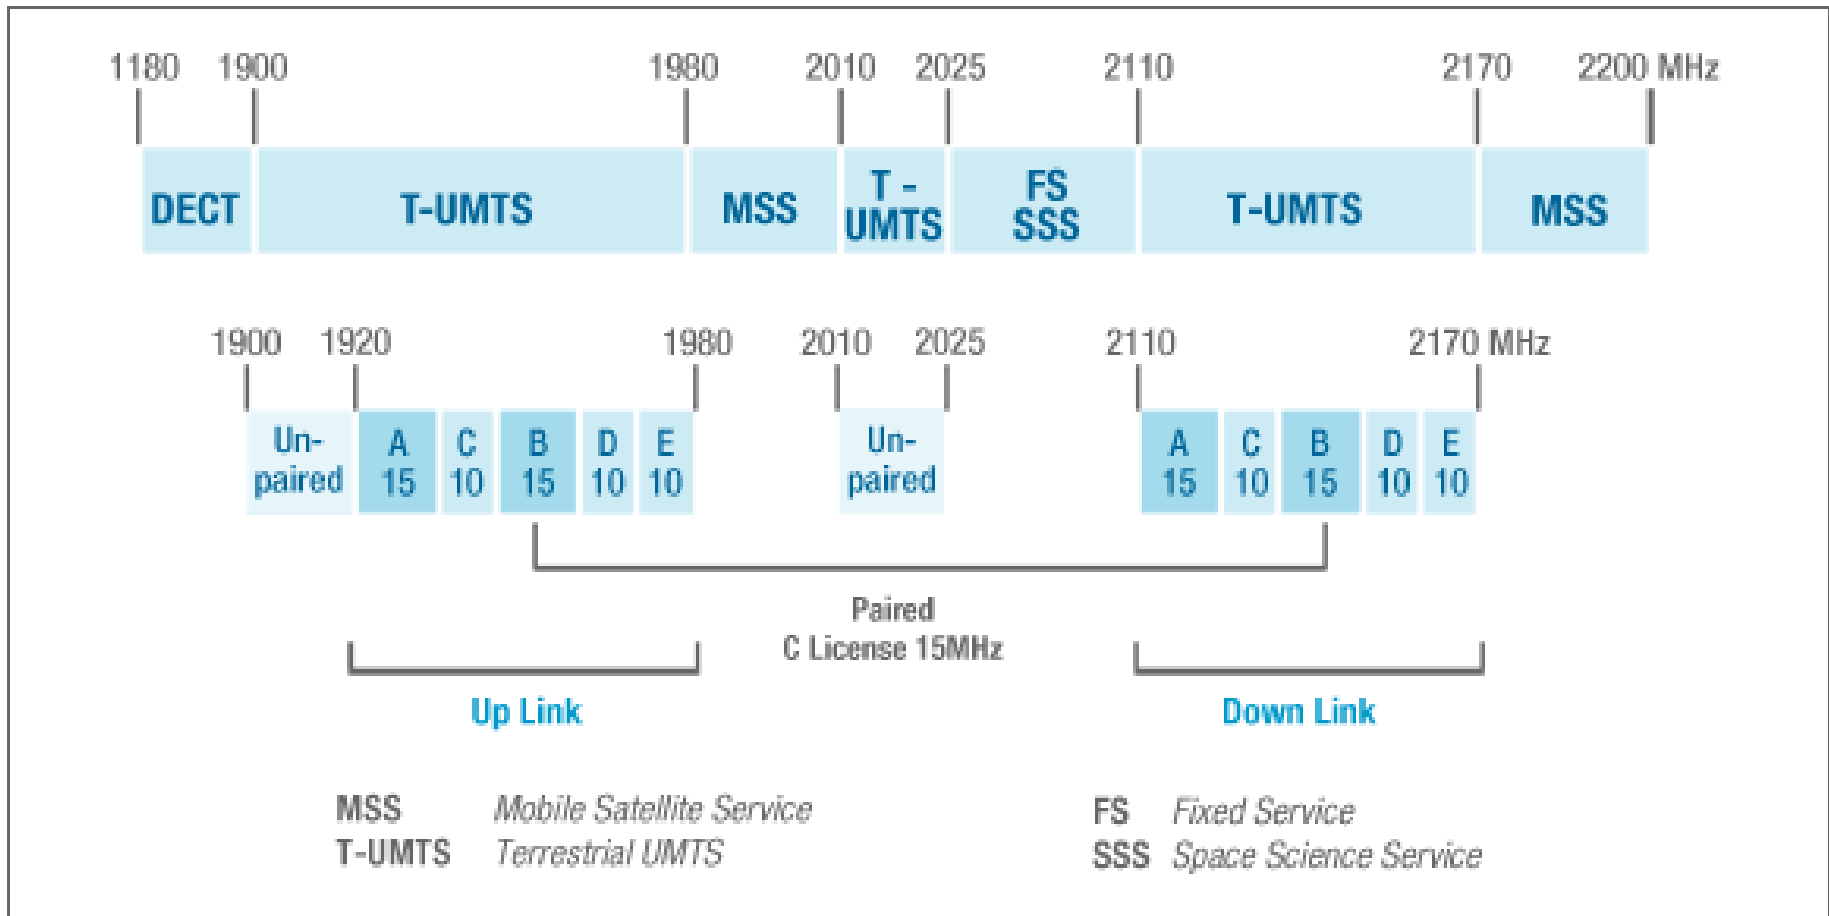 1180 1900 1980 2010 2025 2110 2170 2200 MHz
DECT T-UMTS MSS T - UMTS FS SSS T-UMTS MSS
1900 1920 1980 2010 2025 2110 2170 MHz
Un-paired A 15 C 10 B 15 D 10 E 10 Un-paired A 15 C 10 B 15 D 10 E 10
Paired
C License 15MHz
Up Link Down Link
MSS Mobile Satellite Service FS Fixed Service
T-UMTS Terrestrial UMTS SSS Space Science Service